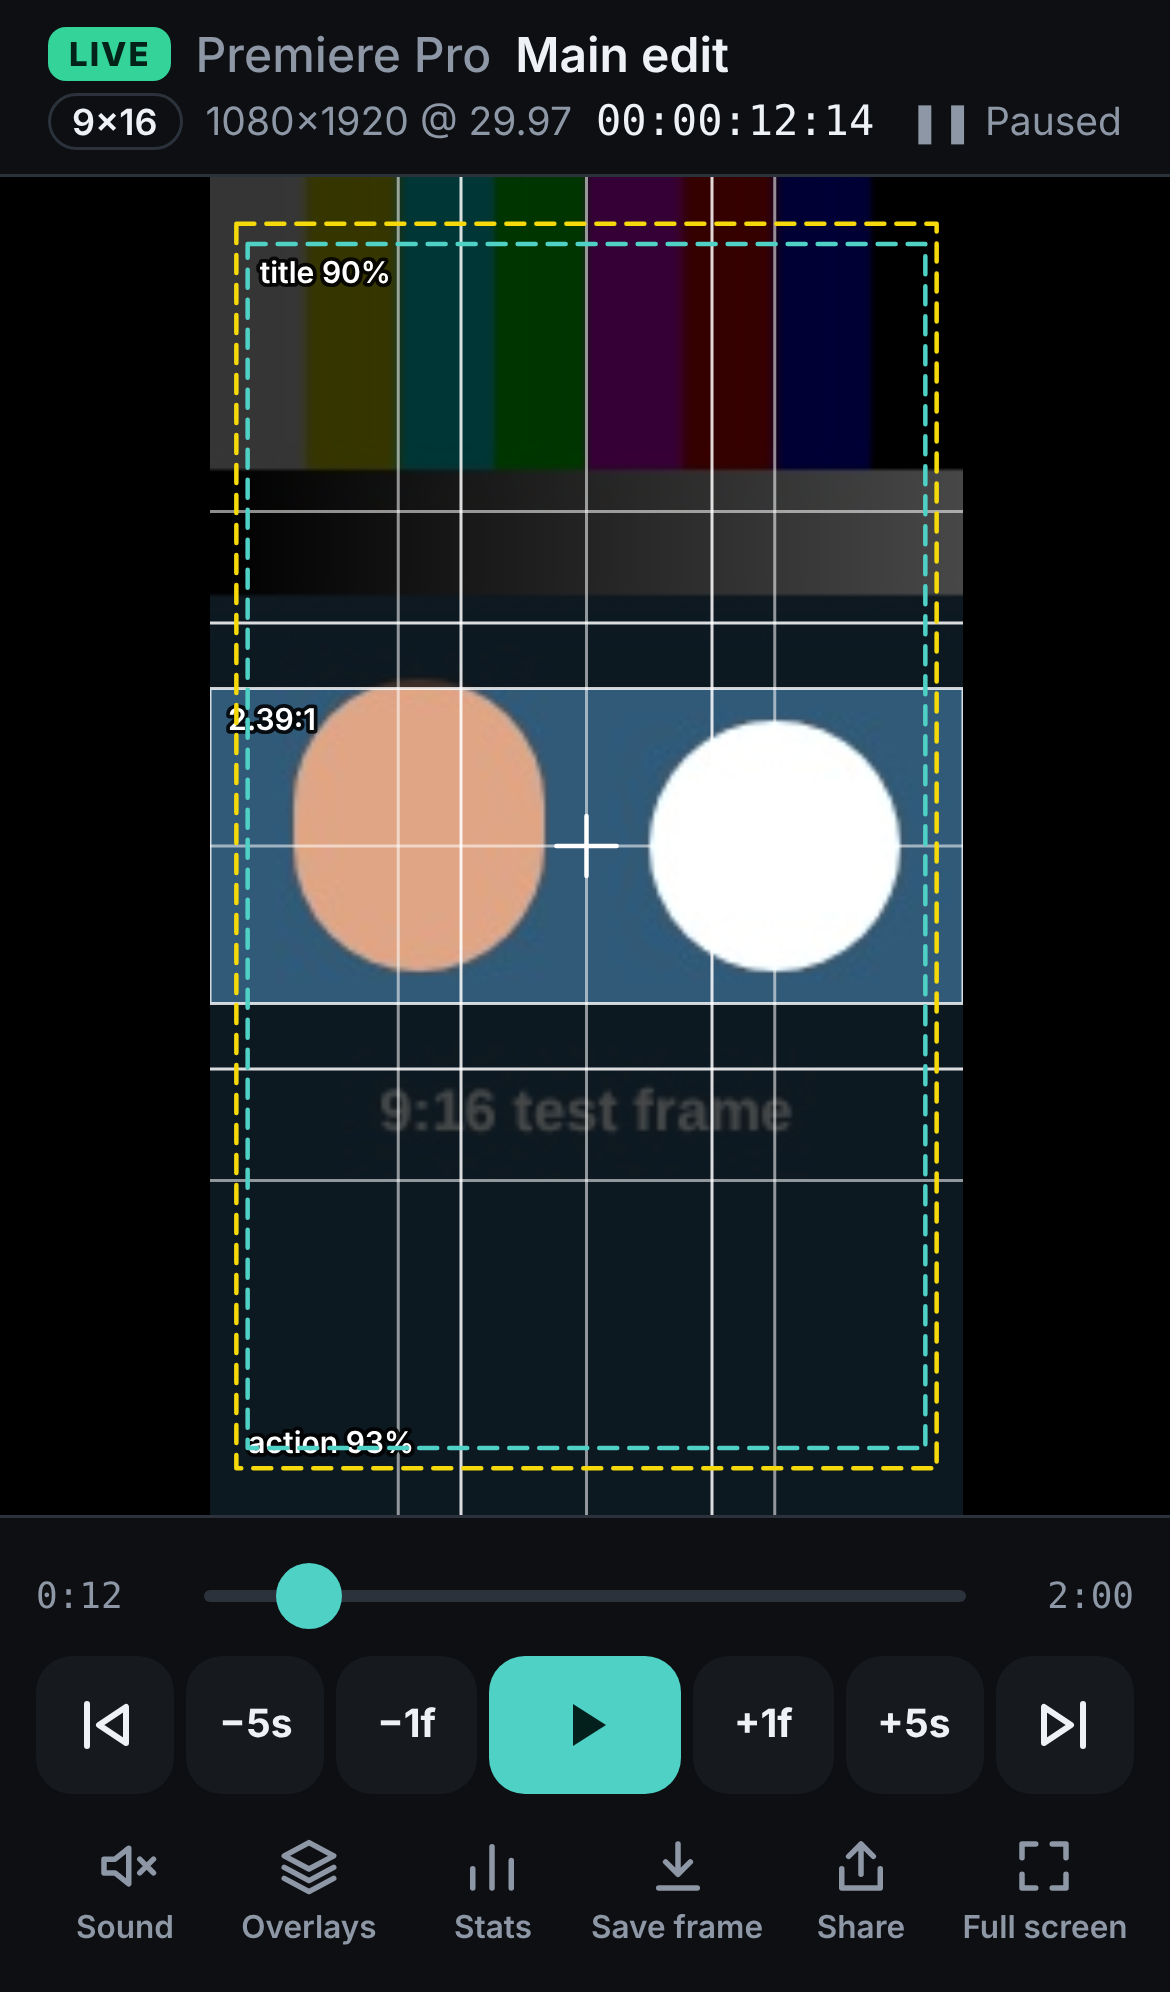 LIVE Premiere Pro Main edit
9×16 1080×1920 @ 29.97 00:00:12:14 Paused
title 90%
2.39:1
9:16 test frame
action 93%
0:12 2:00
−5s −1f +1f +5s
Sound Overlays Stats Save frame Share Full screen